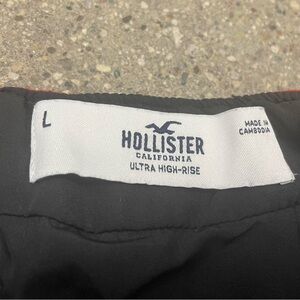 L
HOLLISTER
CALIFORNIA
ULTRA HIGH-RISE
MADE IN
CAMBODIA